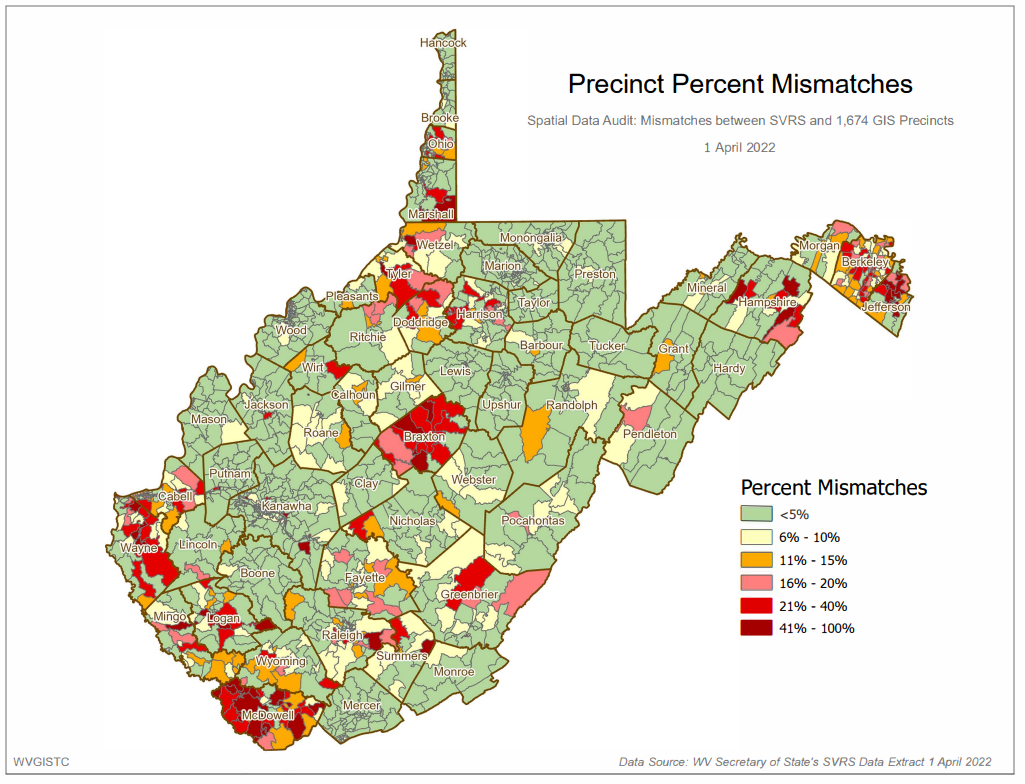 Hancock
Precinct Percent Mismatches
Brooke
Spatial Data Audit: Mismatches between SVRS and 1,674 GIS Precincts
Ohio
1 April 2022
Marshall
Wetzel
Monongalia
Morgan
Marion
Berkeley
Tyler
Preston
Mineral
Pleasants
Hampshire
Taylor
Jefferson
Harrison
Doddridge
Wood
Ritchie
Barbour
Tucker
Grant
Wirt
Hardy
Lewis
Gilmer
Calhoun
Jackson
Upshur
Randolph
Mason
Roane
Braxton
Pendleton
Putnam
Webster
Clay
Percent Mismatches
Cabell
Kanawha
<5%
Nicholas
Pocahontas
6% - 10%
Wayne
Lincoln
11% - 15%
Boone
Fayette
16% - 20%
Greenbrier
21% - 40%
Mingo
Logan
41% - 100%
Raleigh
Summers
Wyoming
Monroe
Mercer
McDowell
WVGISTC
Data Source: WV Secretary of State's SVRS Data Extract 1 April 2022